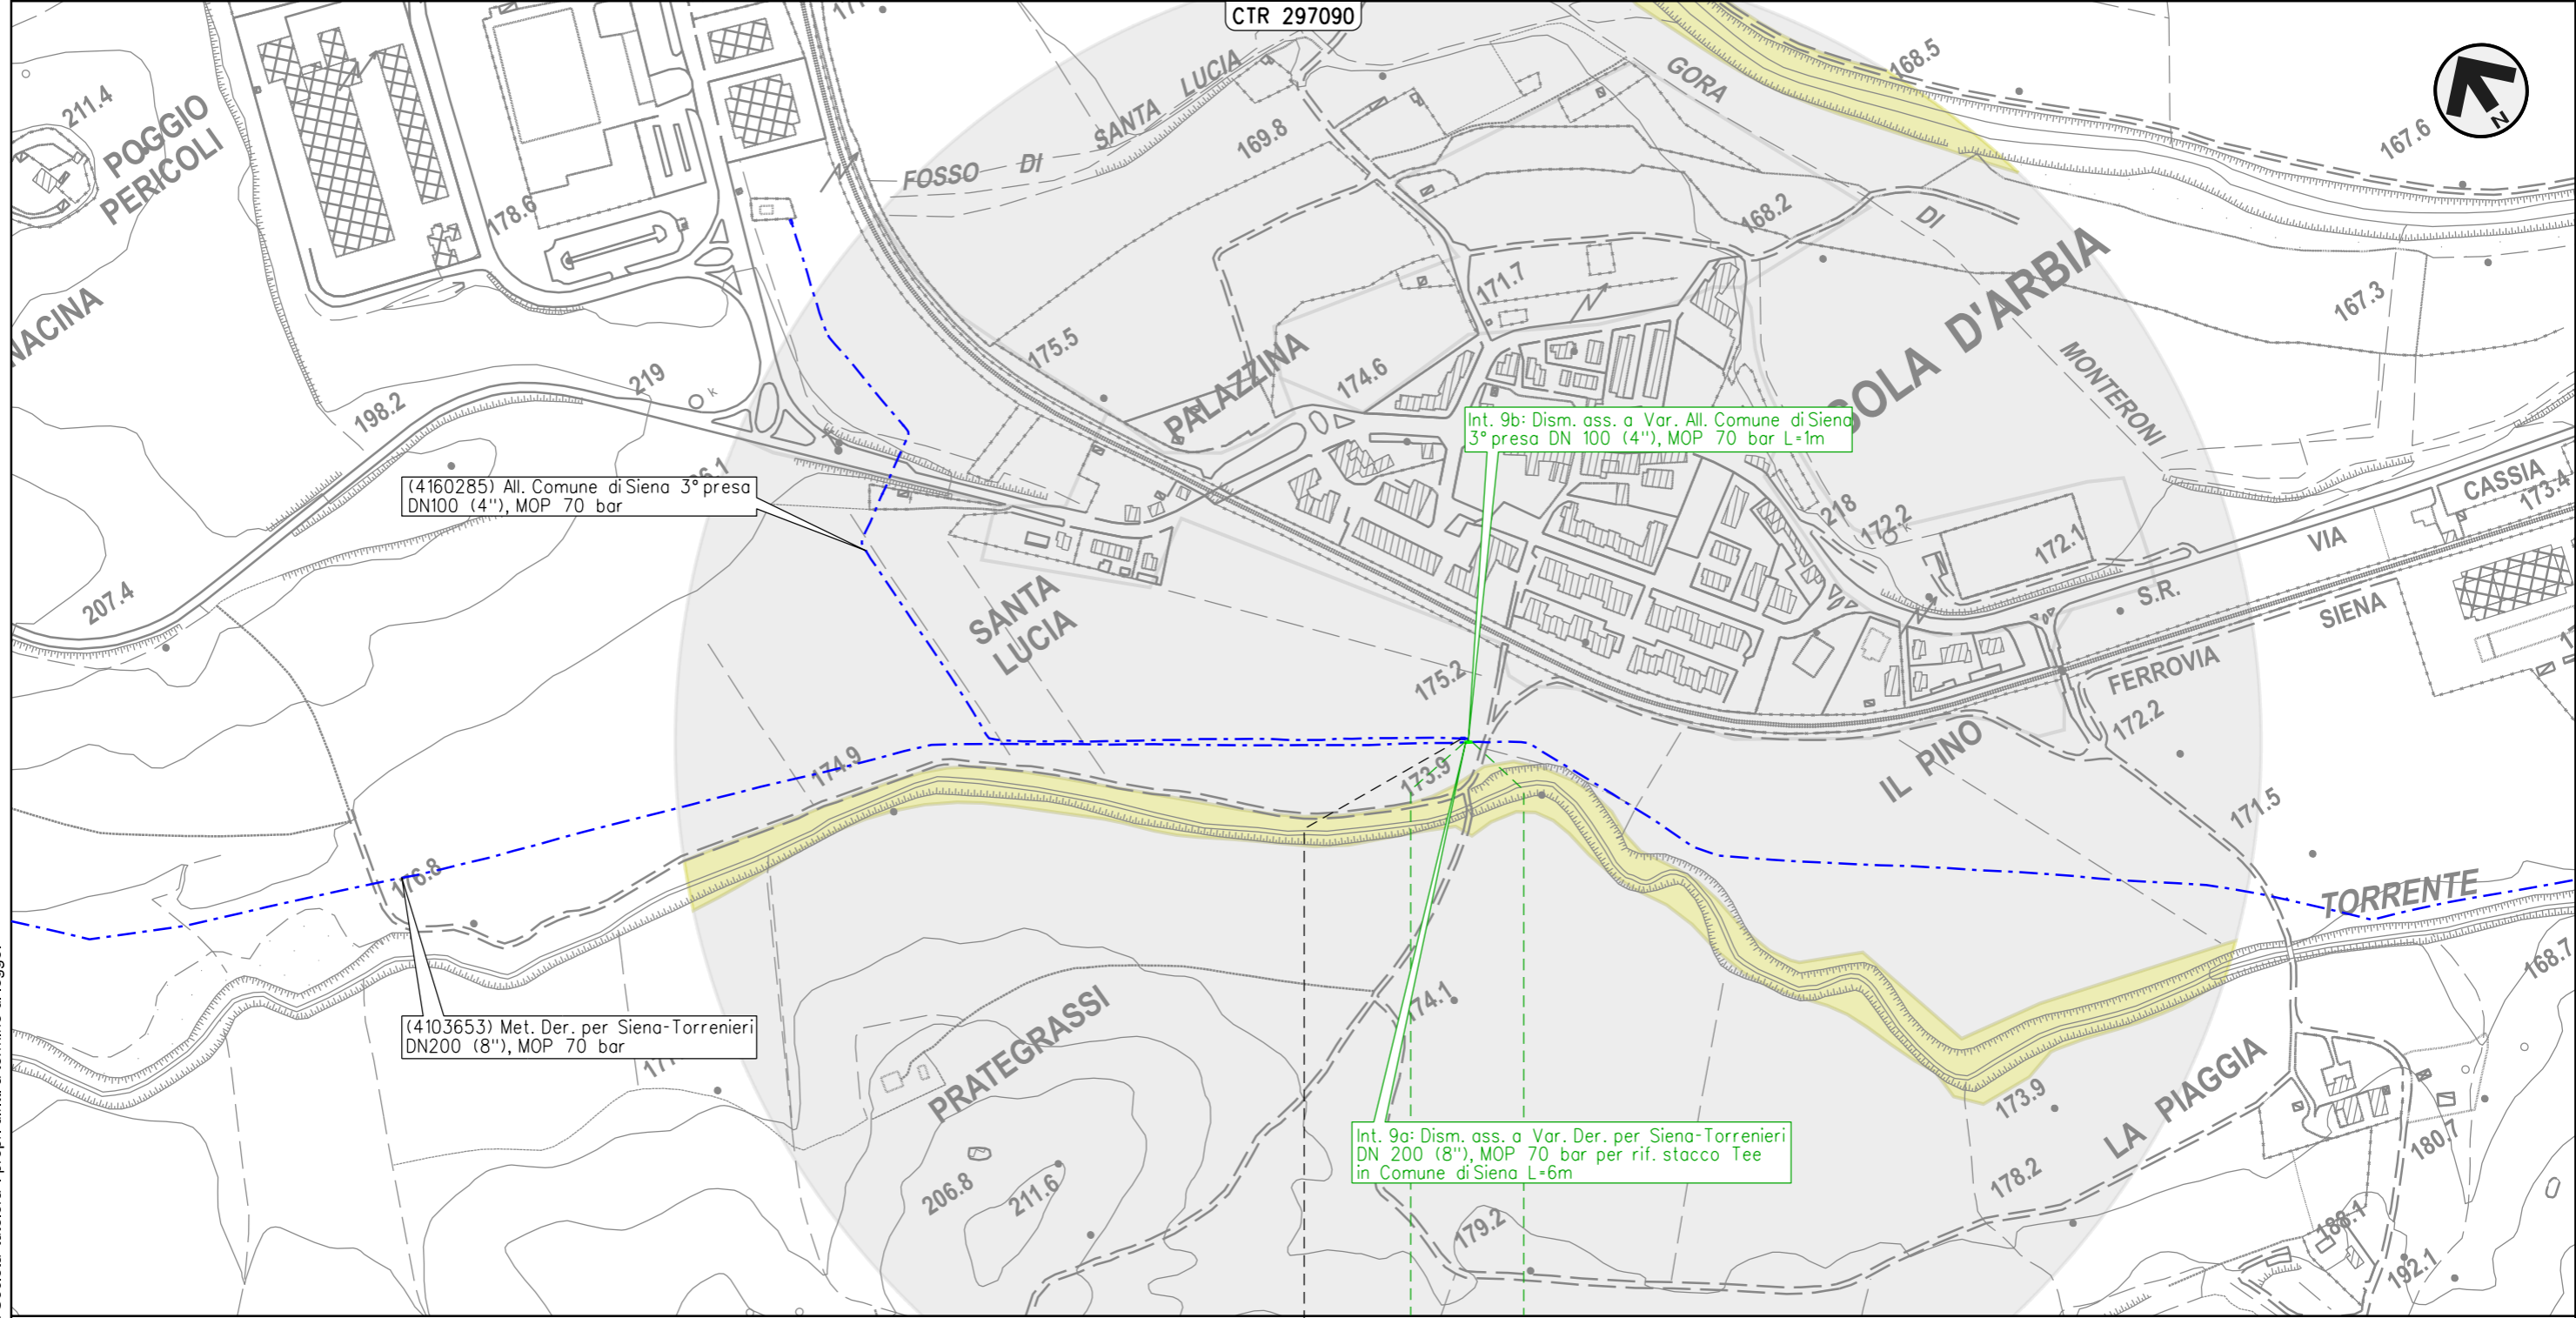 CTR 297090
N
211.4
POGGIO
PERICOLI
178.6
NACINA
198.2
219
k
207.4
FOSSO DI SANTA LUCIA
169.8
GORA
168.5
167.6
168.2
DI
171.7
175.5
PALAZZINA
174.6
167.3
MONTERONI
Int. 9b: Dism. ass. a Var. All. Comune di Siena
3° presa DN 100 (4"), MOP 70 bar L=1m
SOLA D'ARBIA
(4160285) All. Comune di Siena 3° presa
DN100 (4"), MOP 70 bar
218
172.2
k
172.1
CASSIA
173.4
VIA
S.R.
SIENA
FERROVIA
172.2
SANTA
LUCIA
175.2
IL PINO
174.9
173.9
171.5
176.8
TORRENTE
168.7
(4103653) Met. Der. per Siena-Torrenieri
DN200 (8"), MOP 70 bar
PRATEGRASSI
174.1
173.9
LA PIAGGIA
Int. 9a: Dism. ass. a Var. Der. per Siena-Torrenieri
DN 200 (8"), MOP 70 bar per rif. stacco Tee
in Comune di Siena L=6m
206.8
211.6
179.2
178.2
180.7
188.1
192.1